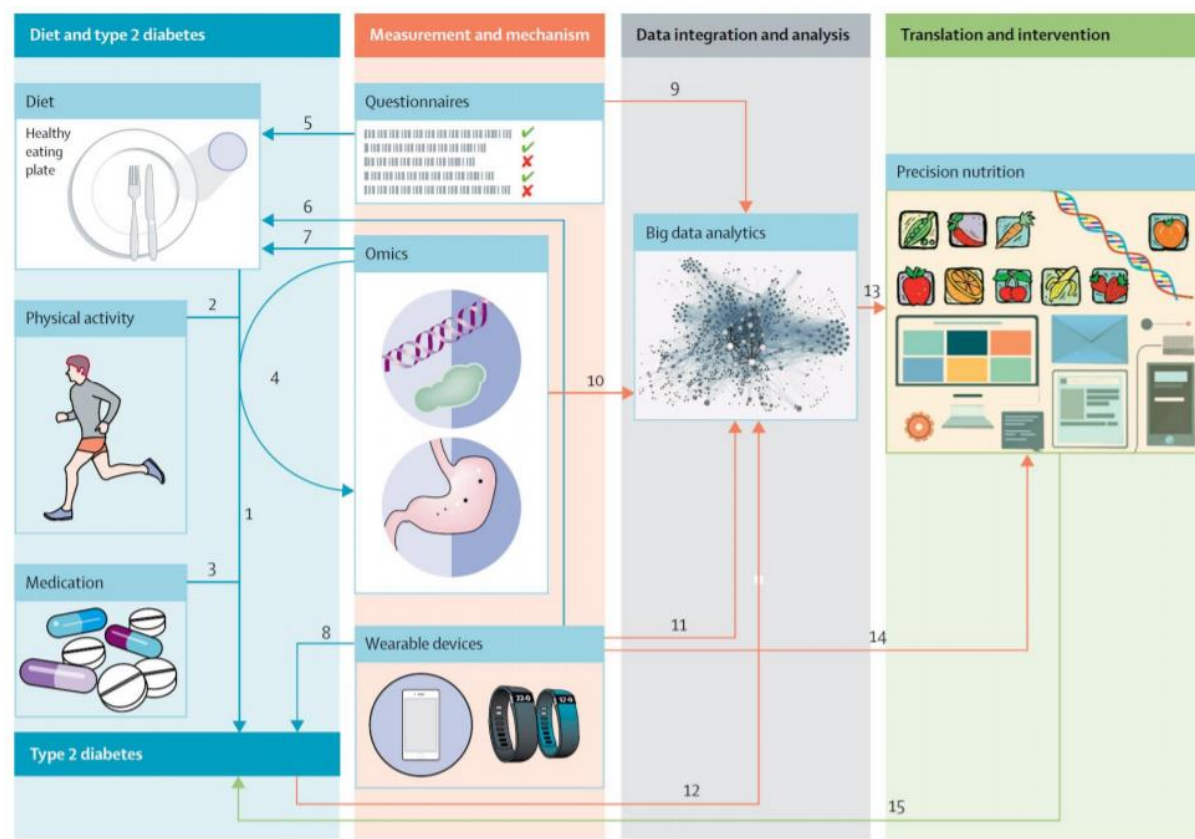 Diet and type 2 diabetes
Measurement and mechanism
Data integration and analysis
Translation and intervention
Diet
Healthy
eating
plate
Questionnaires
5
9
6
7
Omics
Big data analytics
Precision nutrition
13
Physical activity
2
4
10
1
Medication
3
8
Wearable devices
11
14
Type 2 diabetes
12
15